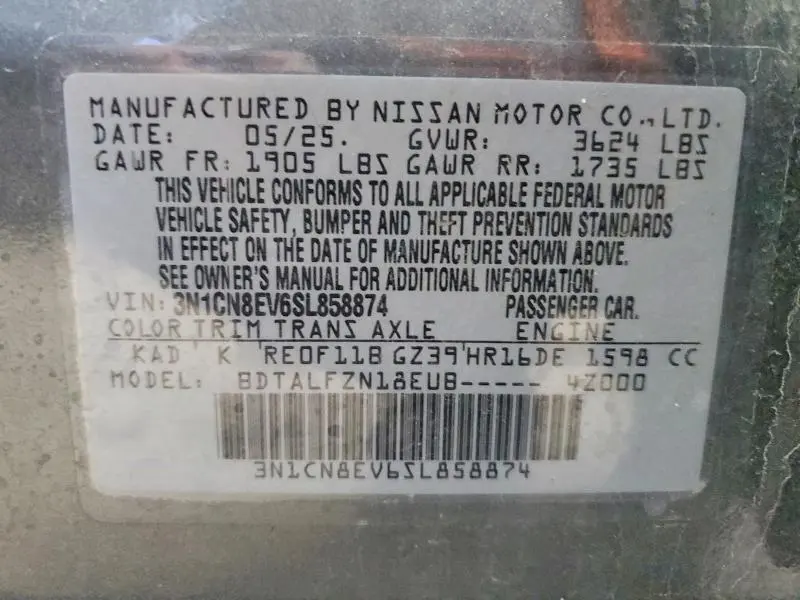 MANUFACTURED BY NISSAN MOTOR CO., LTD.
DATE: 05/25. GVWR: 3624 LBS
GAWR FR: 1905 LBS GAWR RR: 1735 LBS
THIS VEHICLE CONFORMS TO ALL APPLICABLE FEDERAL MOTOR
VEHICLE SAFETY, BUMPER AND THEFT PREVENTION STANDARDS
IN EFFECT ON THE DATE OF MANUFACTURE SHOWN ABOVE.
SEE OWNER'S MANUAL FOR ADDITIONAL INFORMATION.
VIN: 3N1CN8EV6SL858874 PASSENGER CAR.
COLOR TRIM TRANS AXLE ENGINE
KAD K RE0F11B GZ39 HR16DE 1598 CC
MODEL: BDTALFZN18EUB----- 4Z000
3N1CN8EV6SL858874